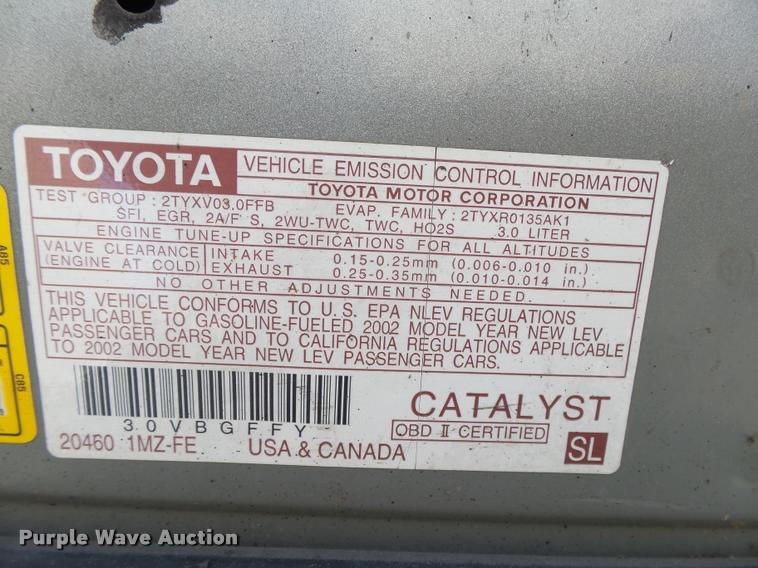 TOYOTA VEHICLE EMISSION CONTROL INFORMATION
TOYOTA MOTOR CORPORATION
TEST GROUP : 2TYXV03.0FFB EVAP. FAMILY : 2TYXR0135AK1
SFI, EGR, 2A/F S, 2WU-TWC, TWC, HO2S 3.0 LITER
ENGINE TUNE-UP SPECIFICATIONS FOR ALL ALTITUDES
VALVE CLEARANCE INTAKE 0.15-0.25mm (0.006-0.010 in.)
(ENGINE AT COLD) EXHAUST 0.25-0.35mm (0.010-0.014 in.)
NO OTHER ADJUSTMENTS NEEDED.
THIS VEHICLE CONFORMS TO U.S. EPA NLEV REGULATIONS
APPLICABLE TO GASOLINE-FUELED 2002 MODEL YEAR NEW LEV
PASSENGER CARS AND TO CALIFORNIA REGULATIONS APPLICABLE
TO 2002 MODEL YEAR NEW LEV PASSENGER CARS.
3.0VBGFFY
CATALYST
OBD II CERTIFIED
20460 1MZ-FE USA & CANADA
SL
A85
C85
Purple Wave Auction